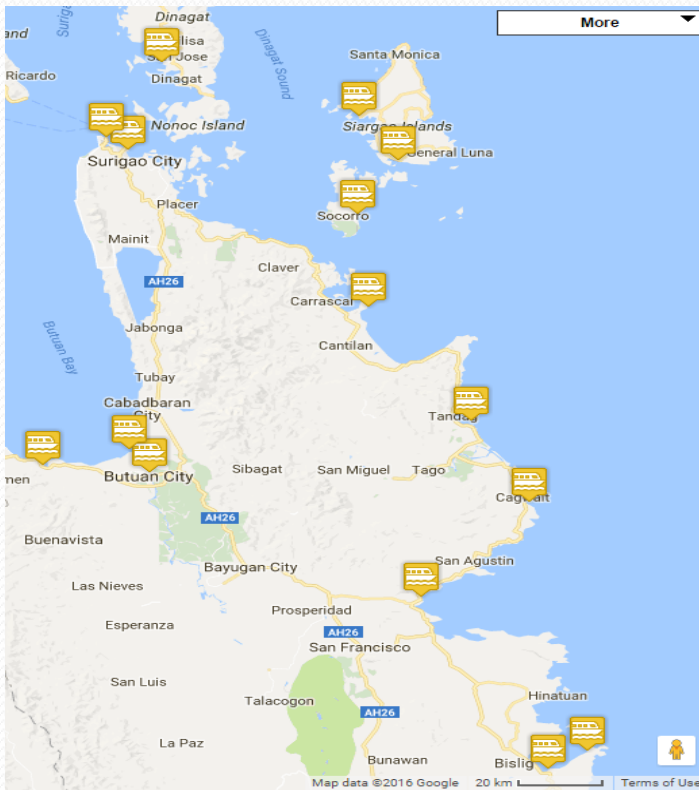 More
Dinagat
Santa Monica
Dinagat Sound
Ricardo
Dinagat
Nonoc Island
Siargao Islands
General Luna
Surigao City
Placer
Socorro
Mainit
Claver
AH26
Carrascal
Jabonga
Cantilan
Butuan Bay
Tubay
Cabadbaran
City
Tandag
Sibagat
San Miguel
Tago
Butuan City
Cagwait
AH26
Buenavista
San Agustin
Bayugan City
Las Nieves
Prosperidad
Esperanza
AH26
San Francisco
San Luis
Hinatuan
Talacogon
AH26
La Paz
Bunawan
Bislig
Map data ©2016 Google
20 km
Terms of Use